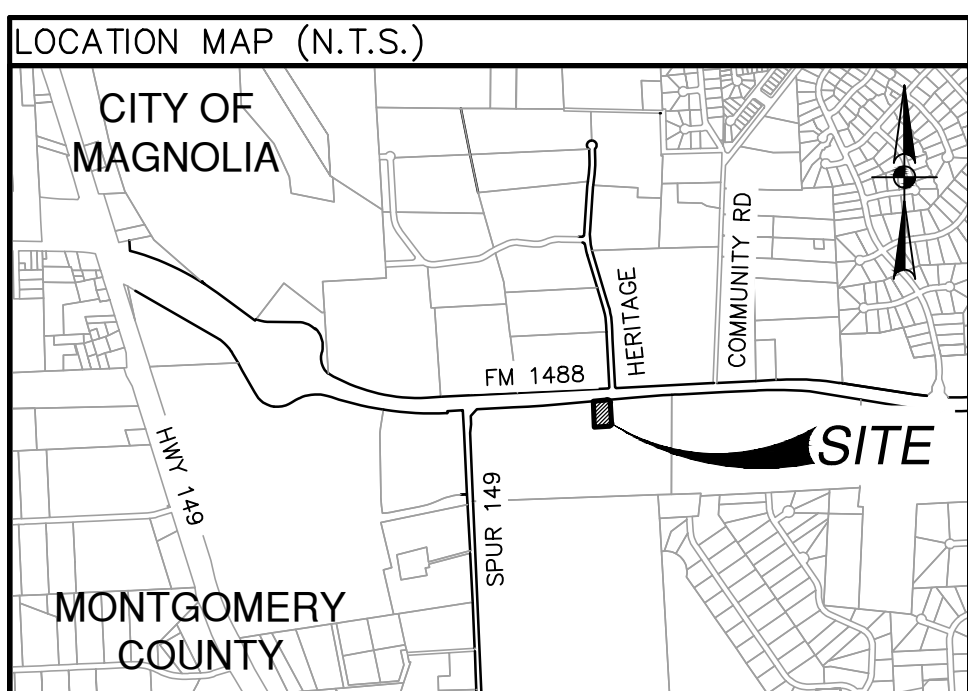 LOCATION MAP (N.T.S.)
CITY OF
MAGNOLIA
COMMUNITY RD
HERITAGE
FM 1488
SITE
HWY 149
SPUR 149
MONTGOMERY
COUNTY